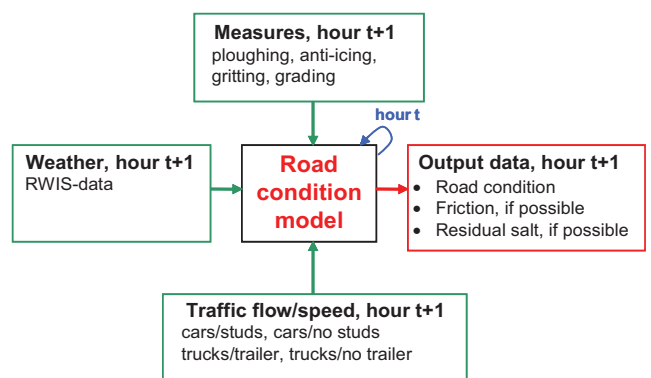 Measures, hour t+1
ploughing, anti-icing,
gritting, grading
hour t
Weather, hour t+1
RWIS-data
Road
condition
model
Output data, hour t+1
• Road condition
• Friction, if possible
• Residual salt, if possible
Traffic flow/speed, hour t+1
cars/studs, cars/no studs
trucks/trailer, trucks/no trailer